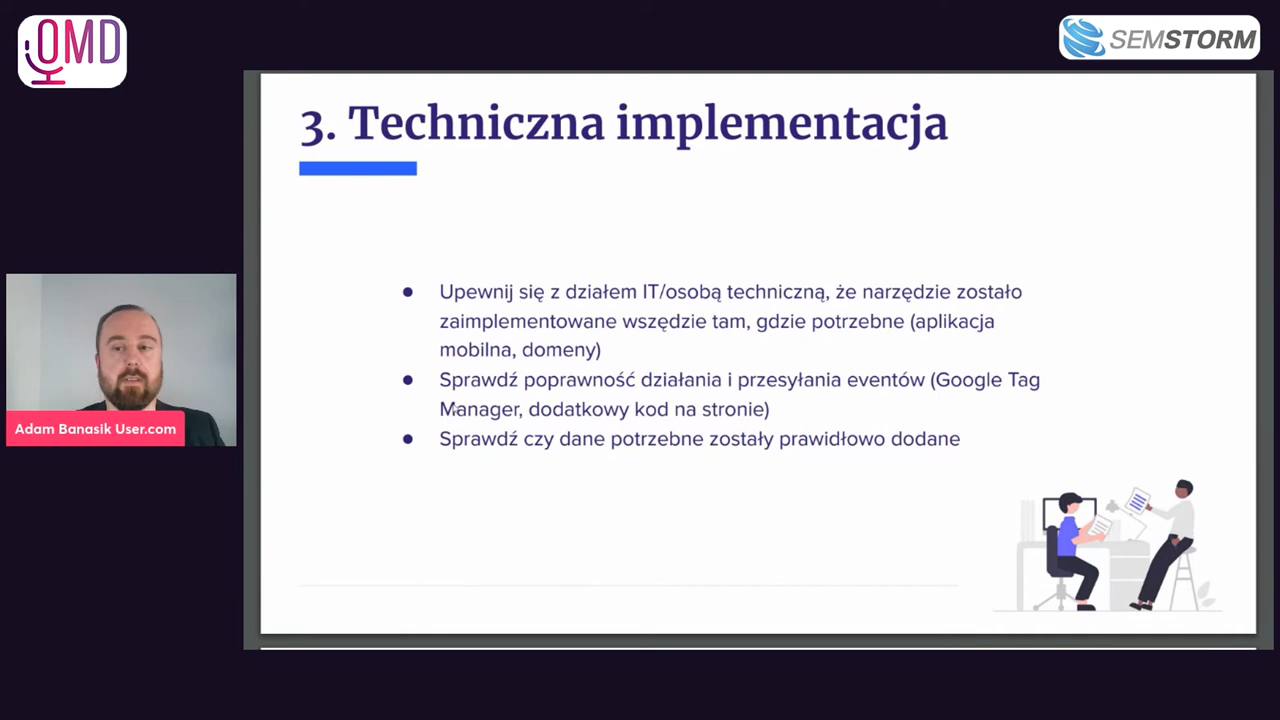 OMD
SEMSTORM
3. Techniczna implementacja
● Upewnij się z działem IT/osobą techniczną, że narzędzie zostało
zaimplementowane wszędzie tam, gdzie potrzebne (aplikacja
mobilna, domeny)
● Sprawdź poprawność działania i przesyłania eventów (Google Tag
Manager, dodatkowy kod na stronie)
● Sprawdź czy dane potrzebne zostały prawidłowo dodane
Adam Banasik User.com